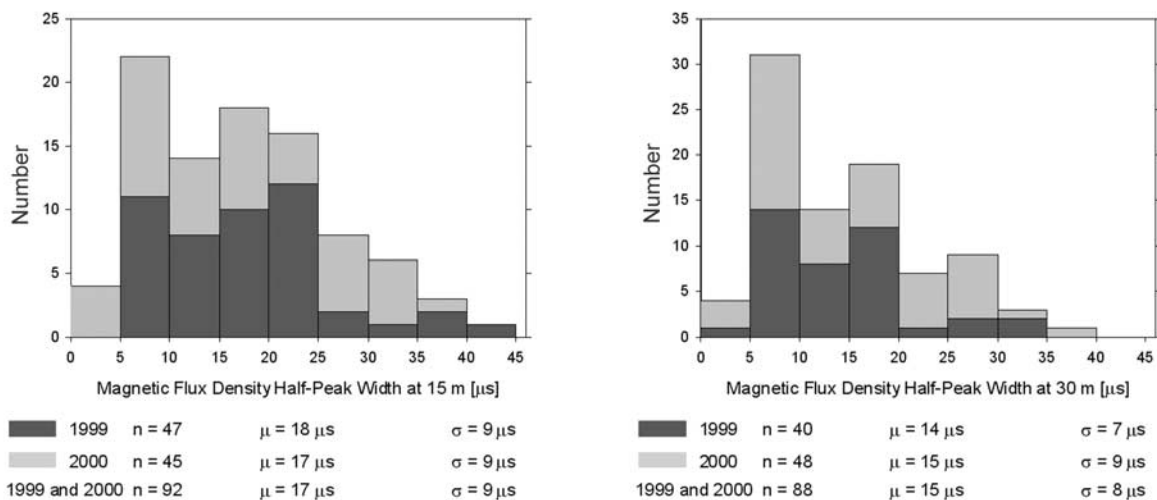 25
20
15
10
5
0
Number
0 5 10 15 20 25 30 35 40 45
Magnetic Flux Density Half-Peak Width at 15 m [µs]
1999 n = 47 µ = 18 µs σ = 9 µs
2000 n = 45 µ = 17 µs σ = 9 µs
1999 and 2000 n = 92 µ = 17 µs σ = 9 µs
35
30
25
20
15
10
5
0
Number
0 5 10 15 20 25 30 35 40 45
Magnetic Flux Density Half-Peak Width at 30 m [µs]
1999 n = 40 µ = 14 µs σ = 7 µs
2000 n = 48 µ = 15 µs σ = 9 µs
1999 and 2000 n = 88 µ = 15 µs σ = 8 µs